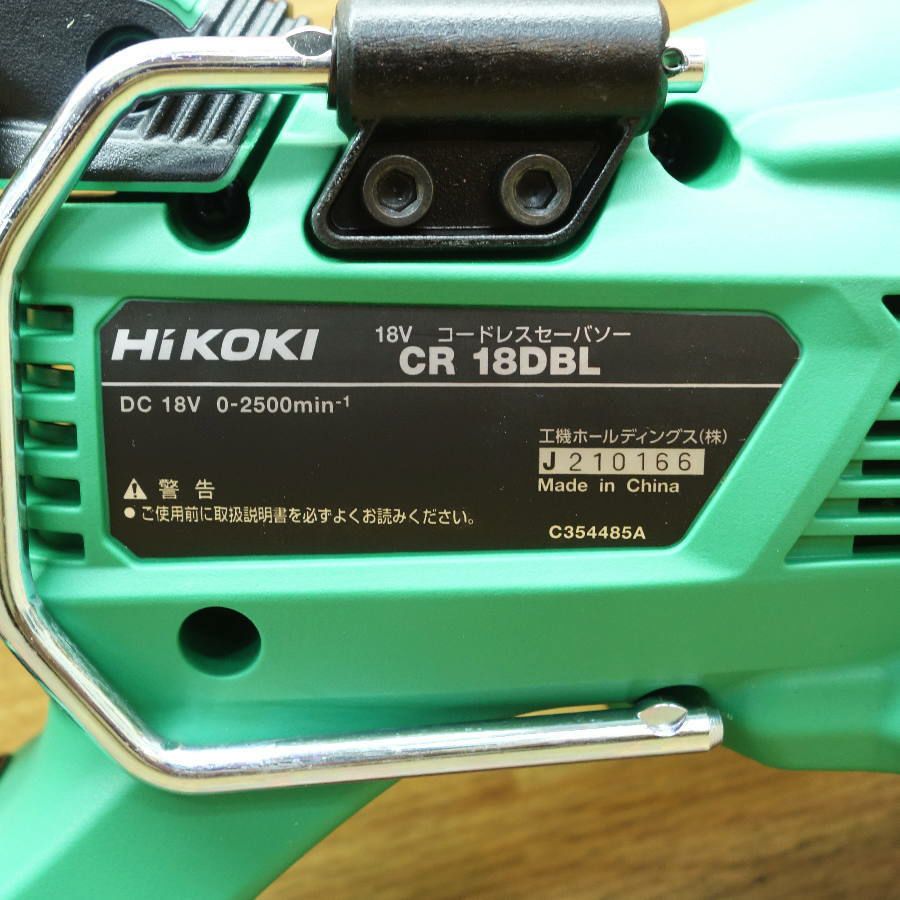 HiKOKI
18V コードレスセーバソー
CR 18DBL
DC 18V 0-2500min-1
工機ホールディングス(株)
J210166
Made in China
警告
● ご使用前に取扱説明書を必ずよくお読みください。
C354485A